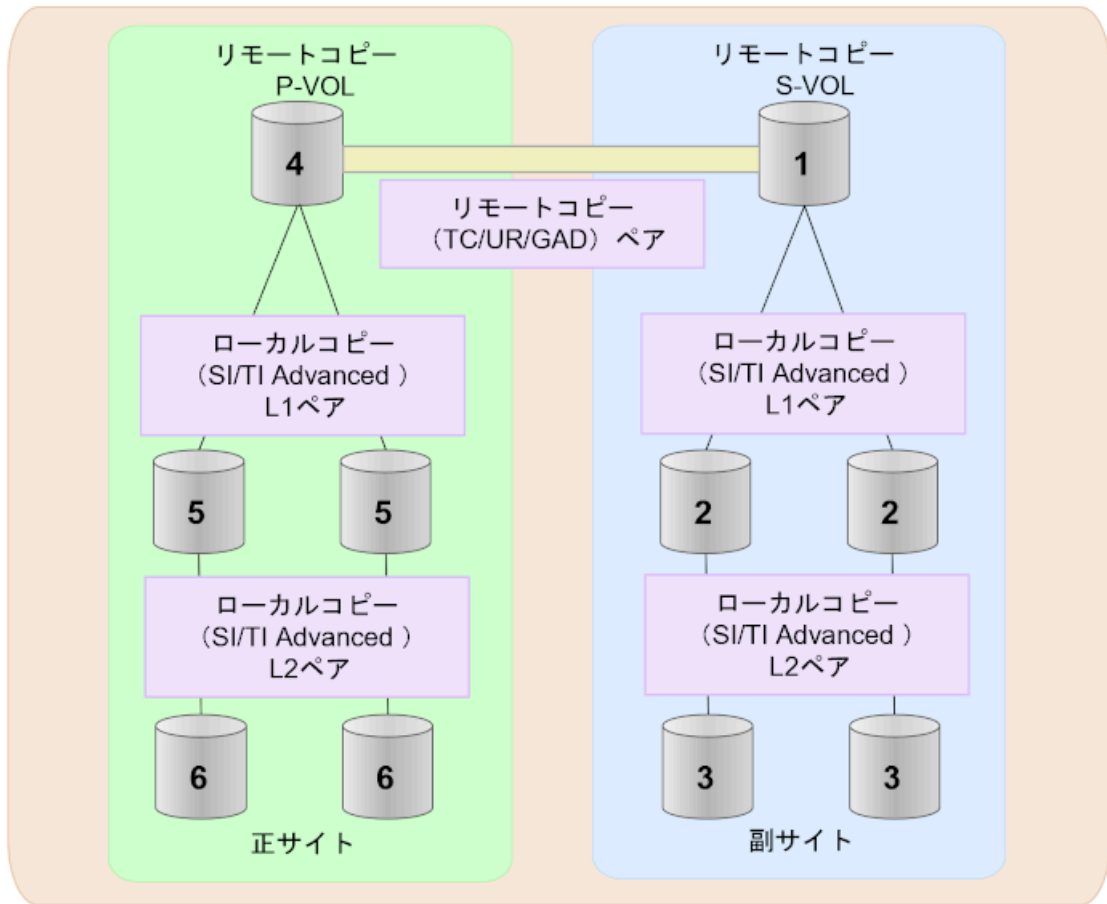 リモートコピー
P-VOL
リモートコピー
S-VOL
4
1
リモートコピー
（TC/UR/GAD）ペア
ローカルコピー
（SI/TI Advanced ）
L1ペア
ローカルコピー
（SI/TI Advanced ）
L1ペア
5
5
2
2
ローカルコピー
（SI/TI Advanced ）
L2ペア
ローカルコピー
（SI/TI Advanced ）
L2ペア
6
6
3
3
正サイト
副サイト